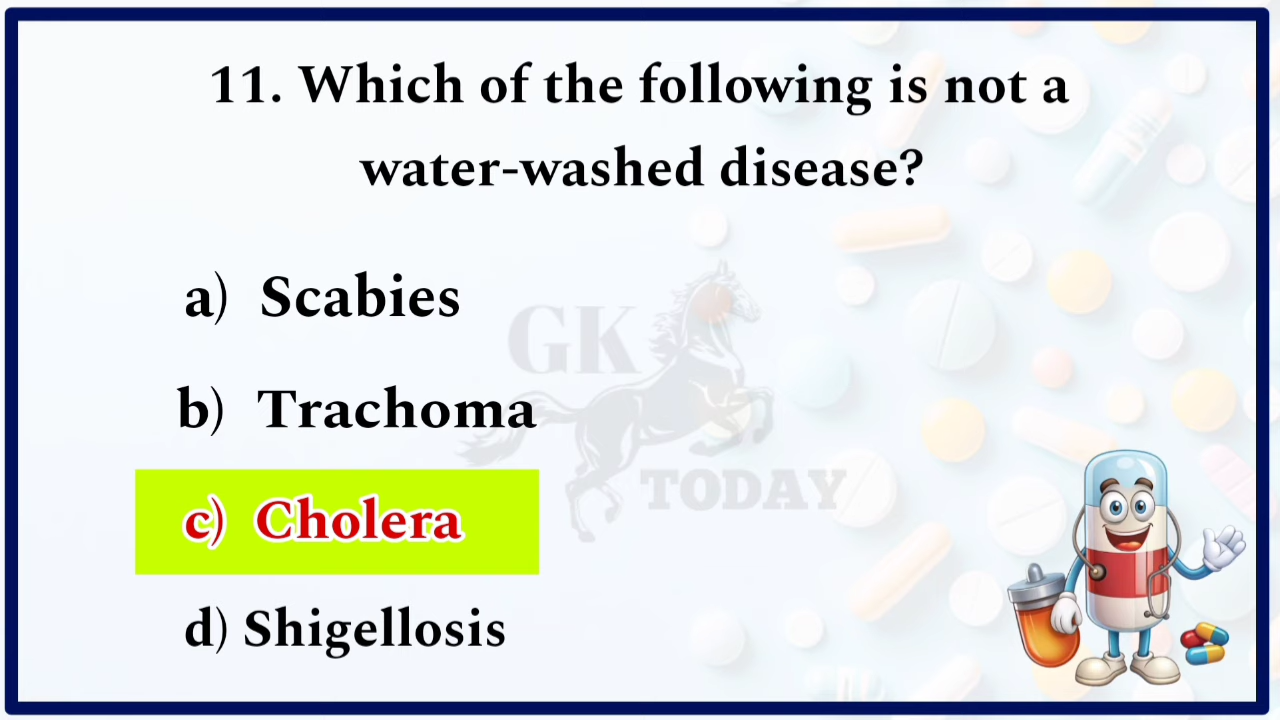 11. Which of the following is not a
water-washed disease?
a) Scabies
GK
b) Trachoma
TODAY
c) Cholera
d) Shigellosis